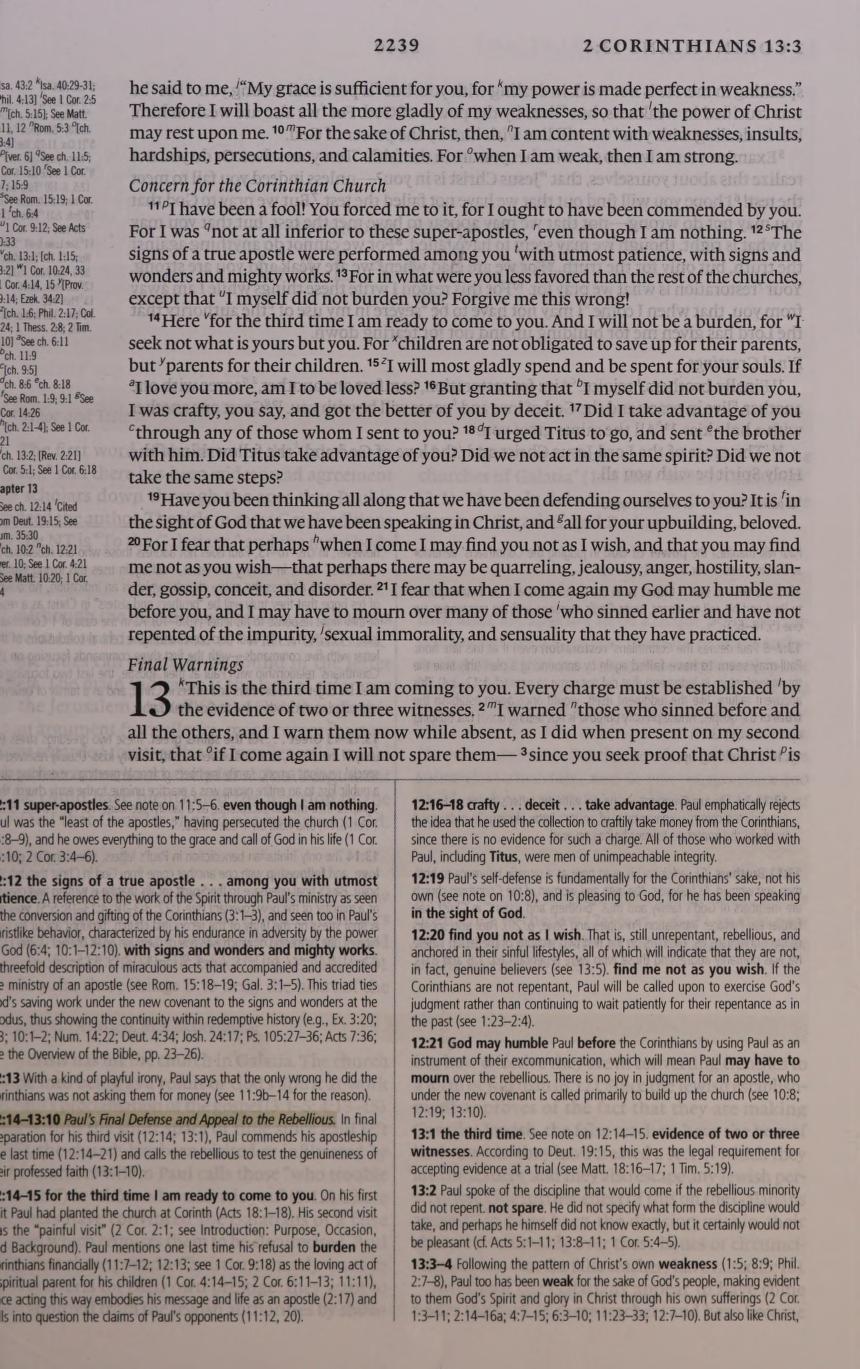 2239
2 CORINTHIANS 13:3
sa. 43:2 kIsa. 40:29-31;
hil. 4:13] lSee 1 Cor. 2:5
m[ch. 5:15]; See Matt.
11, 12 nRom. 5:3 o[ch.
3:4]
p[ver. 6] qSee ch. 11:5;
Cor. 15:10 rSee 1 Cor.
7; 15:9
sSee Rom. 15:19; 1 Cor.
1 tch. 6:4
u1 Cor. 9:12; See Acts
0:33
vch. 13:1; [ch. 1:15;
3:2] w1 Cor. 10:24, 33
Cor. 4:14, 15 y[Prov.
9:14; Ezek. 34:2]
z[ch. 1:6; Phil. 2:17; Col.
24; 1 Thess. 2:8; 2 Tim.
10] aSee ch. 6:11
bch. 11:9
c[ch. 9:5]
dch. 8:6 ech. 8:18
fSee Rom. 1:9; 9:1 gSee
Cor. 14:26
h[ch. 2:1-4]; See 1 Cor.
21
ich. 13:2; [Rev. 2:21]
Cor. 5:1; See 1 Cor. 6:18
apter 13
See ch. 12:14 lCited
om Deut. 19:15; See
um. 35:30
ch. 10:2 nch. 12:21
er. 10; See 1 Cor. 4:21
See Matt. 10:20; 1 Cor.
4
he said to me, j“My grace is sufficient for you, for kmy power is made perfect in weakness.”
Therefore I will boast all the more gladly of my weaknesses, so that lthe power of Christ
may rest upon me. 10 mFor the sake of Christ, then, nI am content with weaknesses, insults,
hardships, persecutions, and calamities. For owhen I am weak, then I am strong.
Concern for the Corinthian Church
11 pI have been a fool! You forced me to it, for I ought to have been commended by you.
For I was qnot at all inferior to these super-apostles, reven though I am nothing. 12 sThe
signs of a true apostle were performed among you twith utmost patience, with signs and
wonders and mighty works. 13 For in what were you less favored than the rest of the churches,
except that uI myself did not burden you? Forgive me this wrong!
14 Here vfor the third time I am ready to come to you. And I will not be a burden, for wI
seek not what is yours but you. For xchildren are not obligated to save up for their parents,
but yparents for their children. 15 zI will most gladly spend and be spent for your souls. If
aI love you more, am I to be loved less? 16 But granting that bI myself did not burden you,
I was crafty, you say, and got the better of you by deceit. 17 Did I take advantage of you
cthrough any of those whom I sent to you? 18 dI urged Titus to go, and sent ethe brother
with him. Did Titus take advantage of you? Did we not act in the same spirit? Did we not
take the same steps?
19 Have you been thinking all along that we have been defending ourselves to you? It is fin
the sight of God that we have been speaking in Christ, and gall for your upbuilding, beloved.
20 For I fear that perhaps hwhen I come I may find you not as I wish, and that you may find
me not as you wish—that perhaps there may be quarreling, jealousy, anger, hostility, slan-
der, gossip, conceit, and disorder. 21 I fear that when I come again my God may humble me
before you, and I may have to mourn over many of those iwho sinned earlier and have not
repented of the impurity, jsexual immorality, and sensuality that they have practiced.
Final Warnings
13 kThis is the third time I am coming to you. Every charge must be established lby
the evidence of two or three witnesses. 2 mI warned nthose who sinned before and
all the others, and I warn them now while absent, as I did when present on my second
visit, that oif I come again I will not spare them— 3 since you seek proof that Christ pis
:11 super-apostles. See note on 11:5–6. even though I am nothing.
ul was the “least of the apostles,” having persecuted the church (1 Cor.
:8–9), and he owes everything to the grace and call of God in his life (1 Cor.
:10; 2 Cor. 3:4–6).
:12 the signs of a true apostle . . . among you with utmost
tience. A reference to the work of the Spirit through Paul’s ministry as seen
the conversion and gifting of the Corinthians (3:1–3), and seen too in Paul’s
ristlike behavior, characterized by his endurance in adversity by the power
God (6:4; 10:1–12:10). with signs and wonders and mighty works.
threefold description of miraculous acts that accompanied and accredited
e ministry of an apostle (see Rom. 15:18–19; Gal. 3:1–5). This triad ties
od’s saving work under the new covenant to the signs and wonders at the
odus, thus showing the continuity within redemptive history (e.g., Ex. 3:20;
3; 10:1–2; Num. 14:22; Deut. 4:34; Josh. 24:17; Ps. 105:27–36; Acts 7:36;
e the Overview of the Bible, pp. 23–26).
:13 With a kind of playful irony, Paul says that the only wrong he did the
rinthians was not asking them for money (see 11:9b–14 for the reason).
:14–13:10 Paul’s Final Defense and Appeal to the Rebellious. In final
eparation for his third visit (12:14; 13:1), Paul commends his apostleship
e last time (12:14–21) and calls the rebellious to test the genuineness of
eir professed faith (13:1–10).
:14–15 for the third time I am ready to come to you. On his first
it Paul had planted the church at Corinth (Acts 18:1–18). His second visit
s the “painful visit” (2 Cor. 2:1; see Introduction: Purpose, Occasion,
d Background). Paul mentions one last time his refusal to burden the
rinthians financially (11:7–12; 12:13; see 1 Cor. 9:18) as the loving act of
spiritual parent for his children (1 Cor. 4:14–15; 2 Cor. 6:11–13; 11:11),
ce acting this way embodies his message and life as an apostle (2:17) and
ls into question the claims of Paul’s opponents (11:12, 20).
12:16–18 crafty . . . deceit . . . take advantage. Paul emphatically rejects
the idea that he used the collection to craftily take money from the Corinthians,
since there is no evidence for such a charge. All of those who worked with
Paul, including Titus, were men of unimpeachable integrity.
12:19 Paul’s self-defense is fundamentally for the Corinthians’ sake, not his
own (see note on 10:8), and is pleasing to God, for he has been speaking
in the sight of God.
12:20 find you not as I wish. That is, still unrepentant, rebellious, and
anchored in their sinful lifestyles, all of which will indicate that they are not,
in fact, genuine believers (see 13:5). find me not as you wish. If the
Corinthians are not repentant, Paul will be called upon to exercise God’s
judgment rather than continuing to wait patiently for their repentance as in
the past (see 1:23–2:4).
12:21 God may humble Paul before the Corinthians by using Paul as an
instrument of their excommunication, which will mean Paul may have to
mourn over the rebellious. There is no joy in judgment for an apostle, who
under the new covenant is called primarily to build up the church (see 10:8;
12:19; 13:10).
13:1 the third time. See note on 12:14–15. evidence of two or three
witnesses. According to Deut. 19:15, this was the legal requirement for
accepting evidence at a trial (see Matt. 18:16–17; 1 Tim. 5:19).
13:2 Paul spoke of the discipline that would come if the rebellious minority
did not repent. not spare. He did not specify what form the discipline would
take, and perhaps he himself did not know exactly, but it certainly would not
be pleasant (cf. Acts 5:1–11; 13:8–11; 1 Cor. 5:4–5).
13:3–4 Following the pattern of Christ’s own weakness (1:5; 8:9; Phil.
2:7–8), Paul too has been weak for the sake of God’s people, making evident
to them God’s Spirit and glory in Christ through his own sufferings (2 Cor.
1:3–11; 2:14–16a; 4:7–15; 6:3–10; 11:23–33; 12:7–10). But also like Christ,